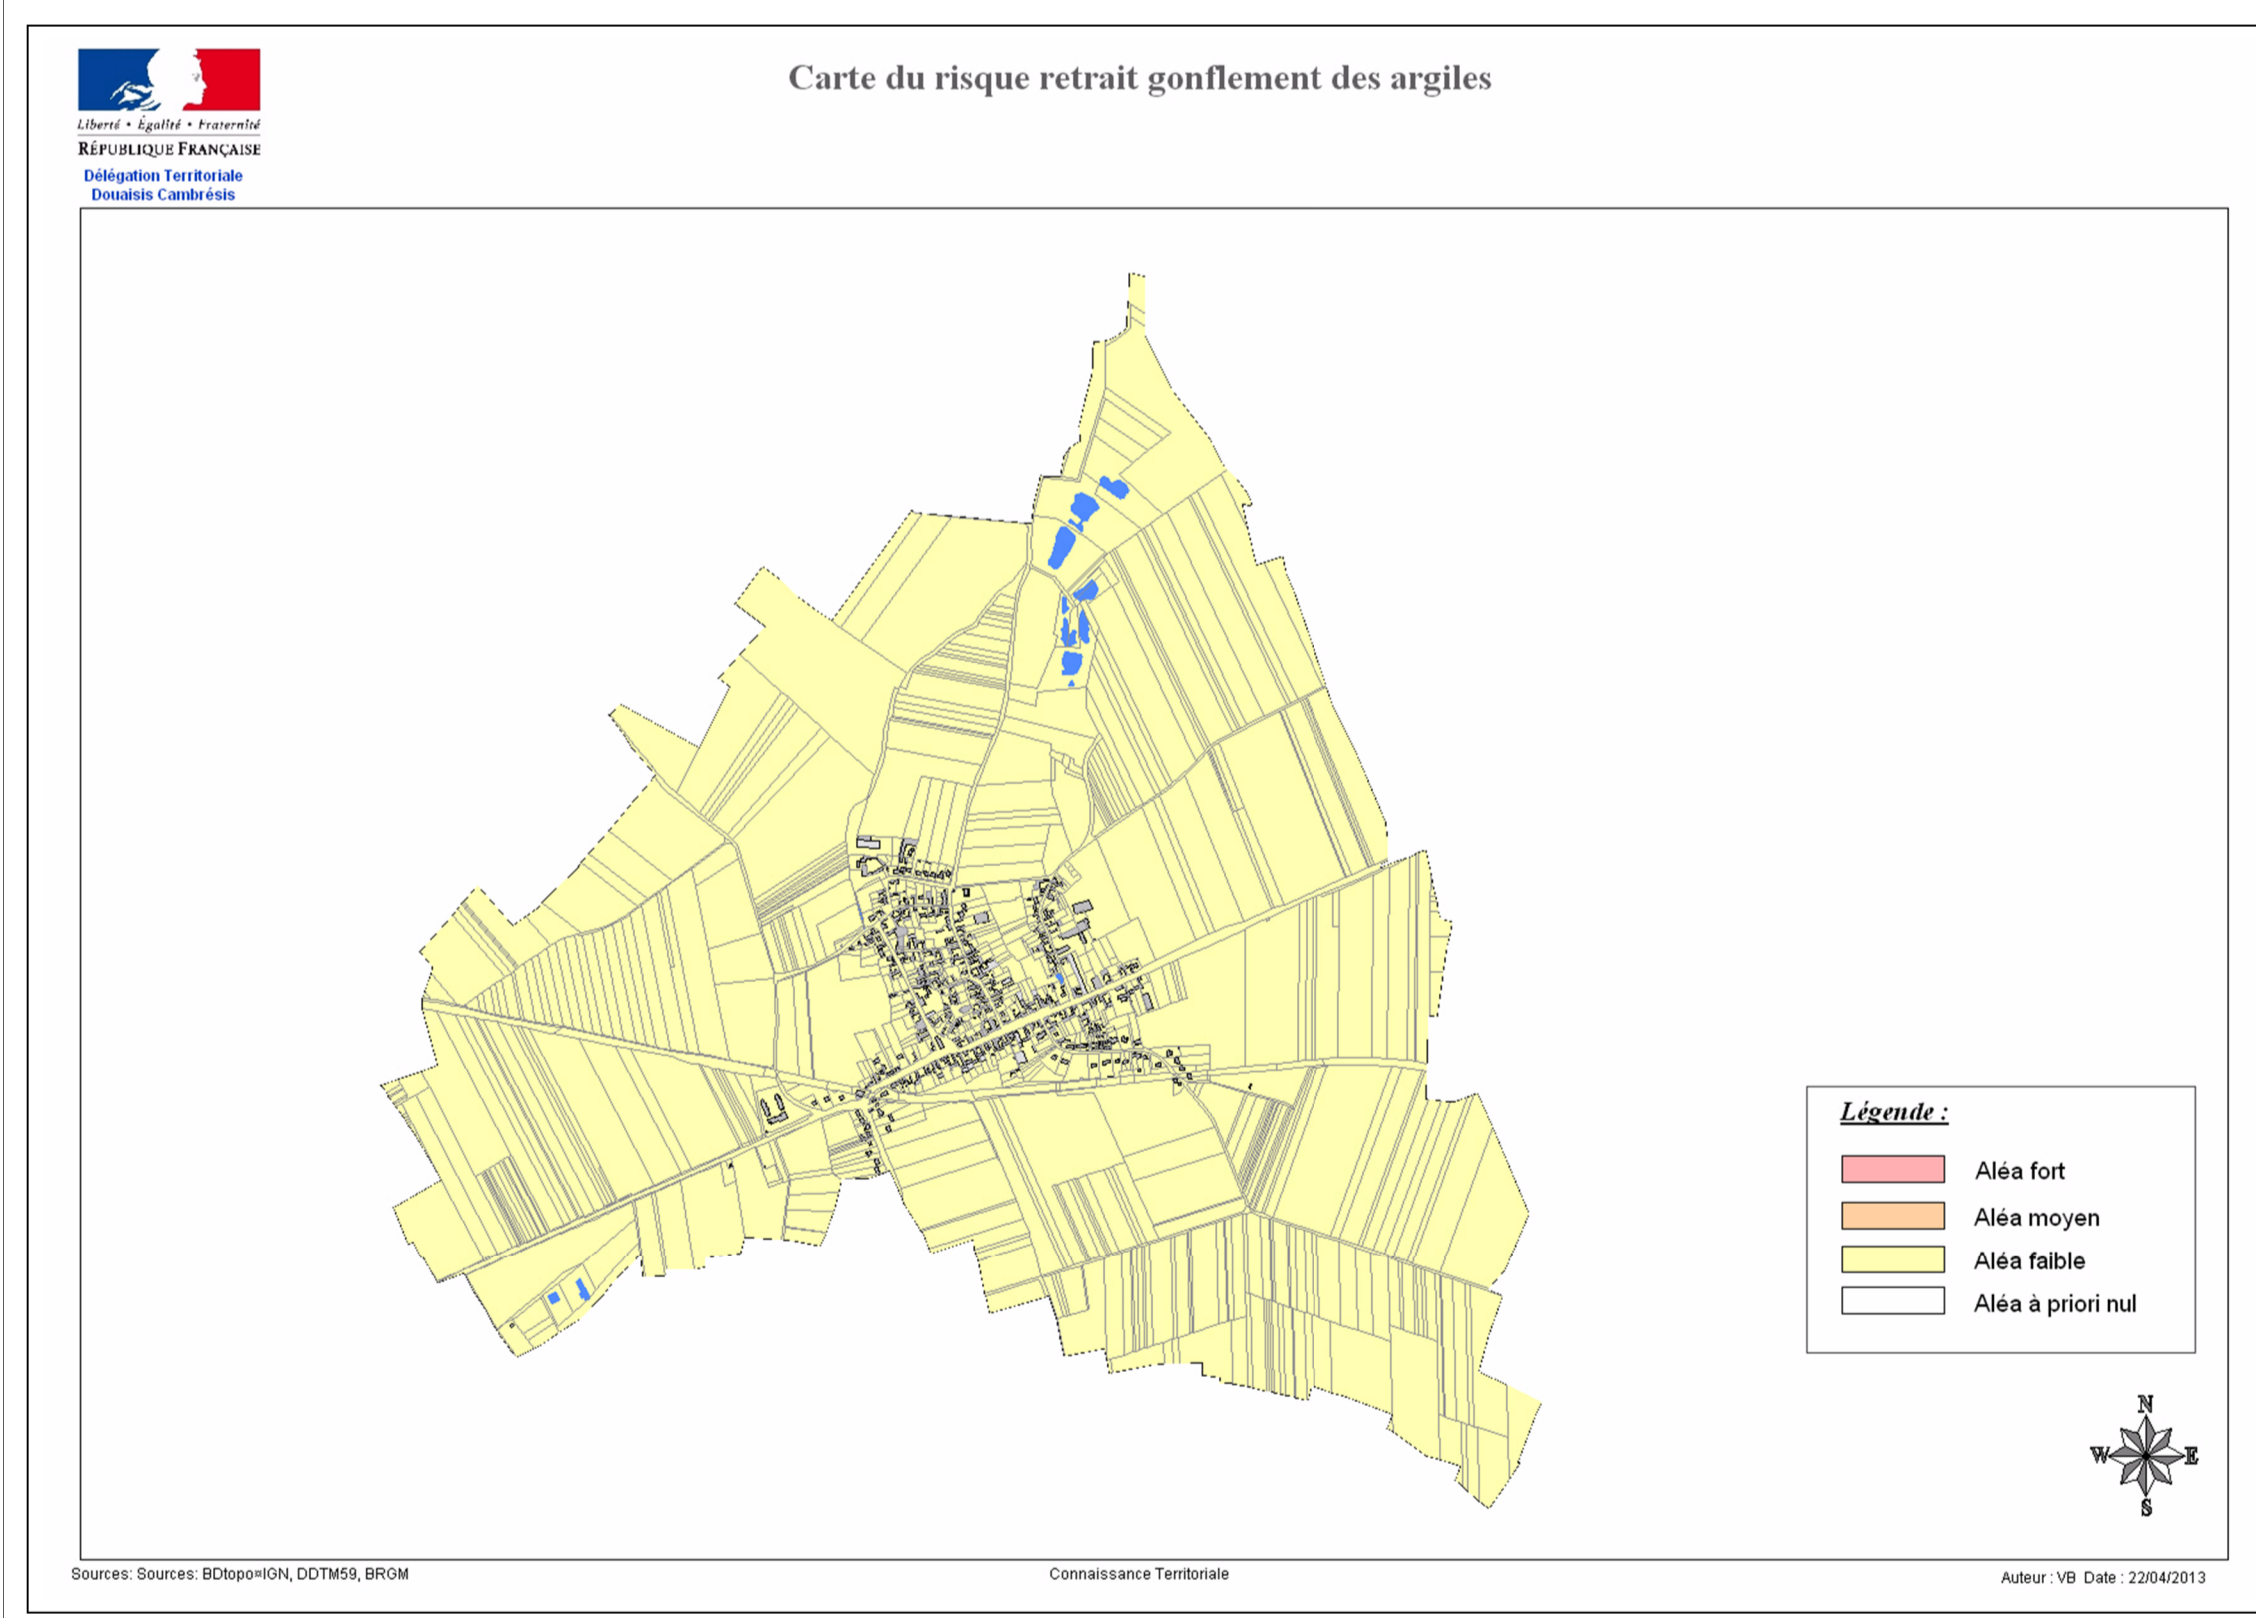 Carte du risque retrait gonflement des argiles
Liberté • Égalité • Fraternité
RÉPUBLIQUE FRANÇAISE
Délégation Territoriale
Douaisis Cambrésis
Légende :
Aléa fort
Aléa moyen
Aléa faible
Aléa à priori nul
N
W E
S
Sources: Sources: BDtopo¤IGN, DDTM59, BRGM
Connaissance Territoriale
Auteur : VB Date : 22/04/2013